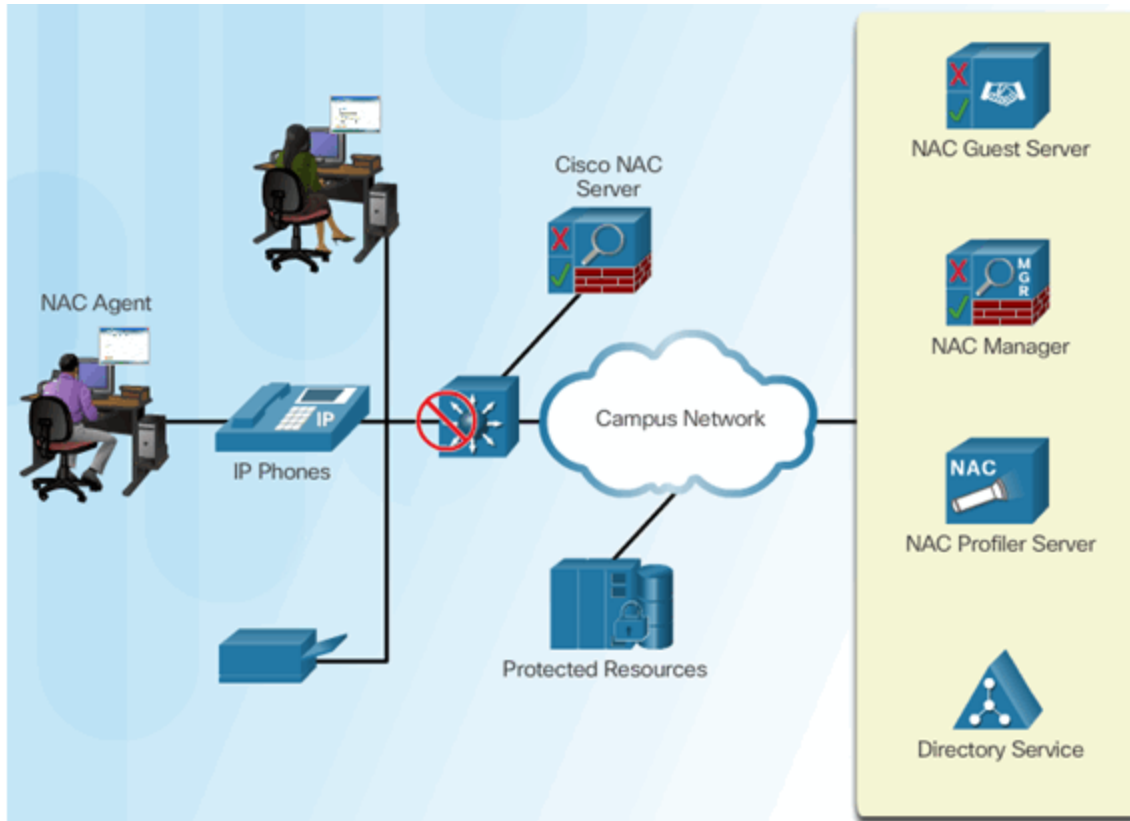 NAC Guest Server
Cisco NAC
Server
NAC Agent
MGR
NAC Manager
IP
Campus Network
IP Phones
NAC
NAC Profiler Server
Protected Resources
Directory Service